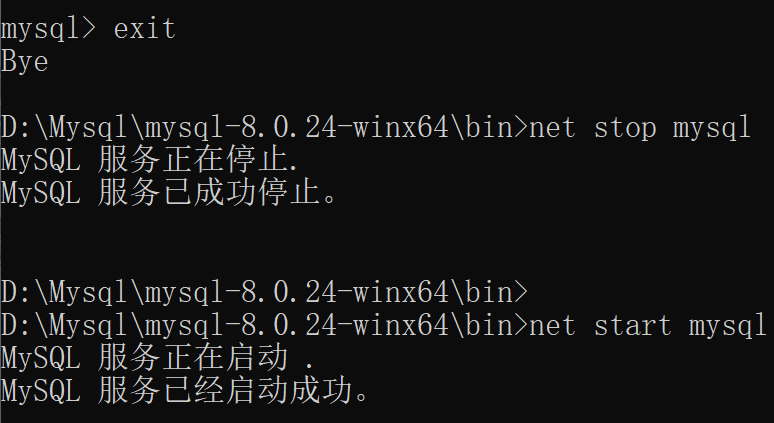 mysql> exit
Bye
D:\Mysql\mysql-8.0.24-winx64\bin>net stop mysql
MySQL 服务正在停止.
MySQL 服务已成功停止。
D:\Mysql\mysql-8.0.24-winx64\bin>
D:\Mysql\mysql-8.0.24-winx64\bin>net start mysql
MySQL 服务正在启动 .
MySQL 服务已经启动成功。